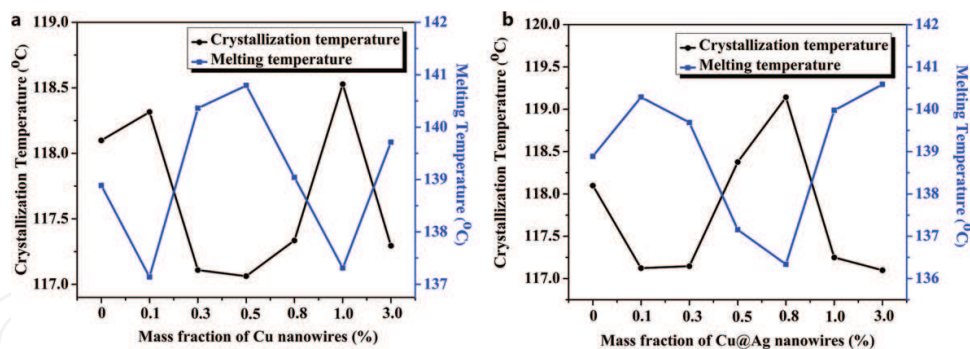 a
119.0
118.5
118.0
117.5
117.0
Crystallization Temperature (⁰C)
Crystallization temperature
Melting temperature
142
141
140
139
138
137
Melting Temperature (⁰C)
0 0.1 0.3 0.5 0.8 1.0 3.0
Mass fraction of Cu nanowires (%)
b
120.0
119.5
119.0
118.5
118.0
117.5
117.0
Crystallization Temperature (⁰C)
Crystallization temperature
Melting temperature
142
141
140
139
138
137
136
Melting Temperature (⁰C)
0 0.1 0.3 0.5 0.8 1.0 3.0
Mass fraction of Cu@Ag nanowires (%)